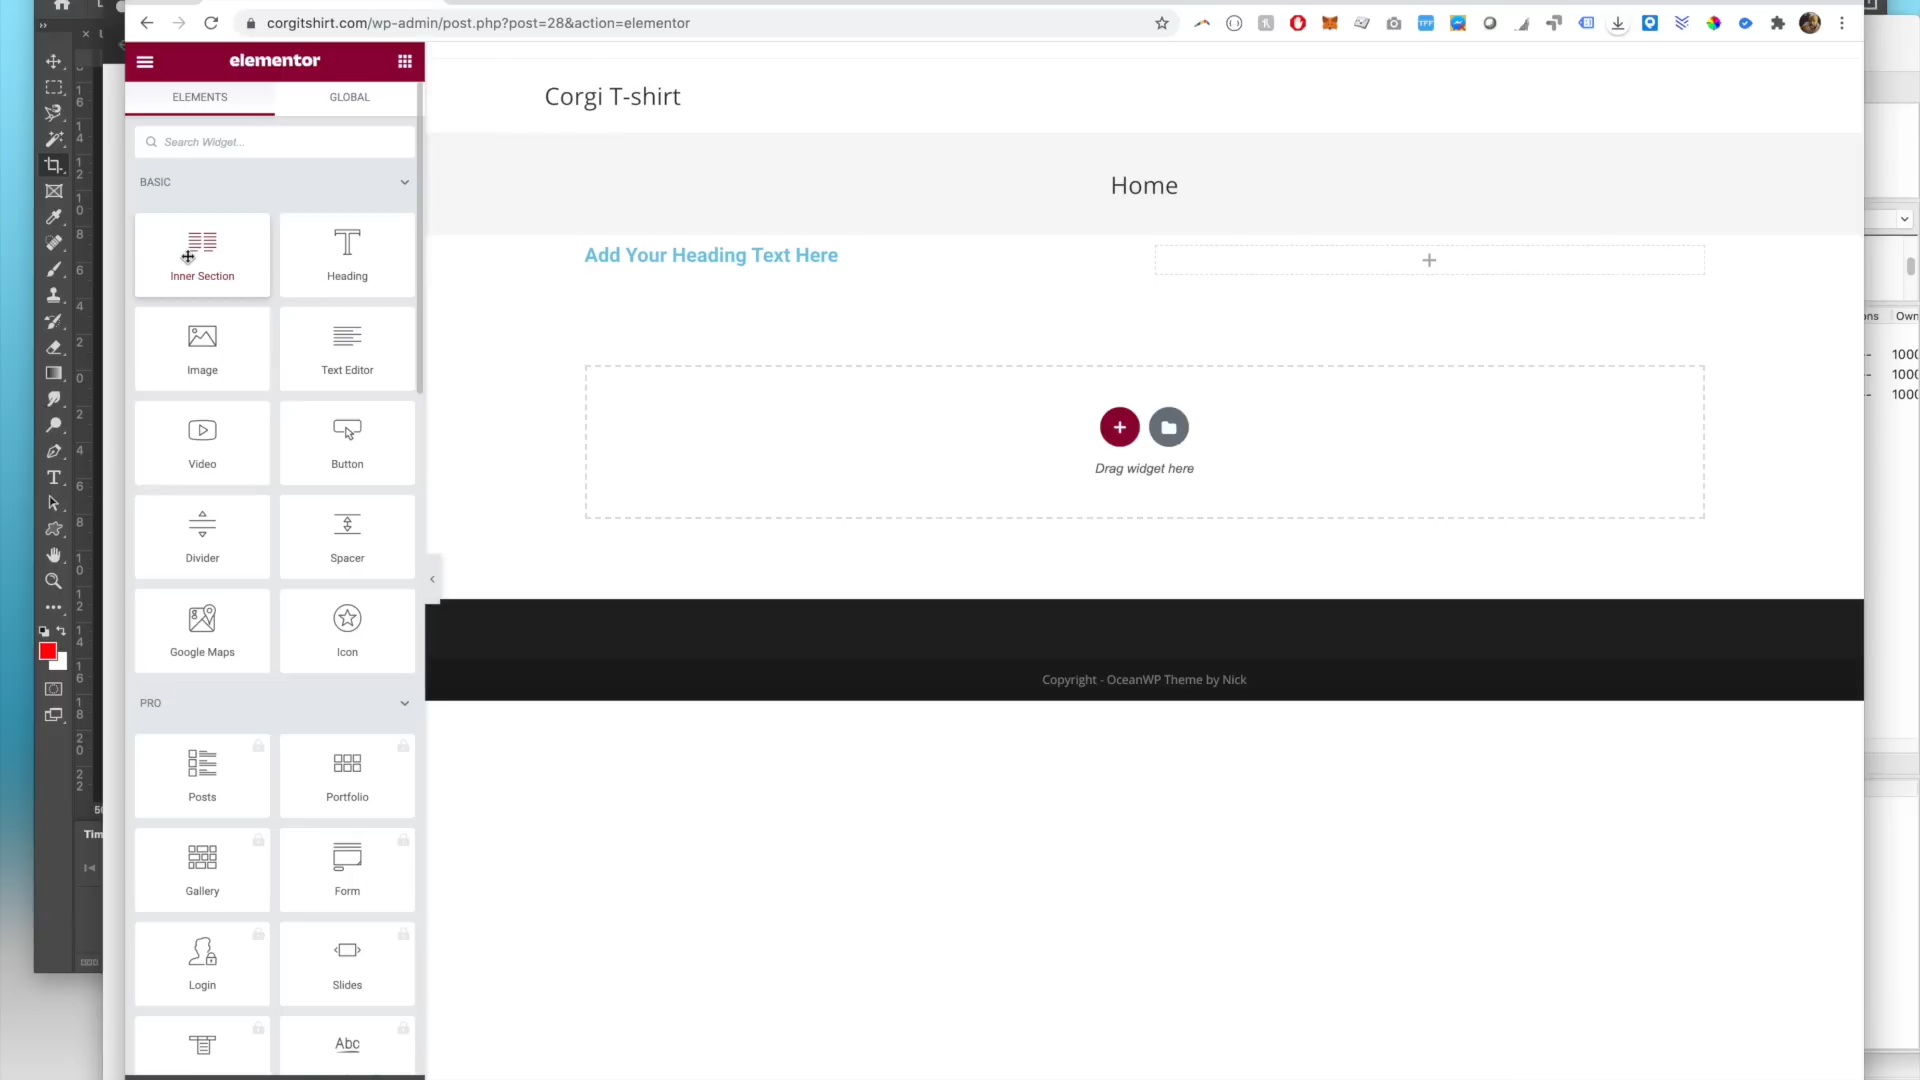 corgitshirt.com/wp-admin/post.php?post=28&action=elementor
elementor
ELEMENTS
GLOBAL
Search Widget...
BASIC
Inner Section
Heading
Image
Text Editor
Video
Button
Divider
Spacer
Google Maps
Icon
PRO
Posts
Portfolio
Gallery
Form
Login
Slides
Abc
Corgi T-shirt
Home
Add Your Heading Text Here
Drag widget here
Copyright - OceanWP Theme by Nick
Own
1000
1000
1000
Tim